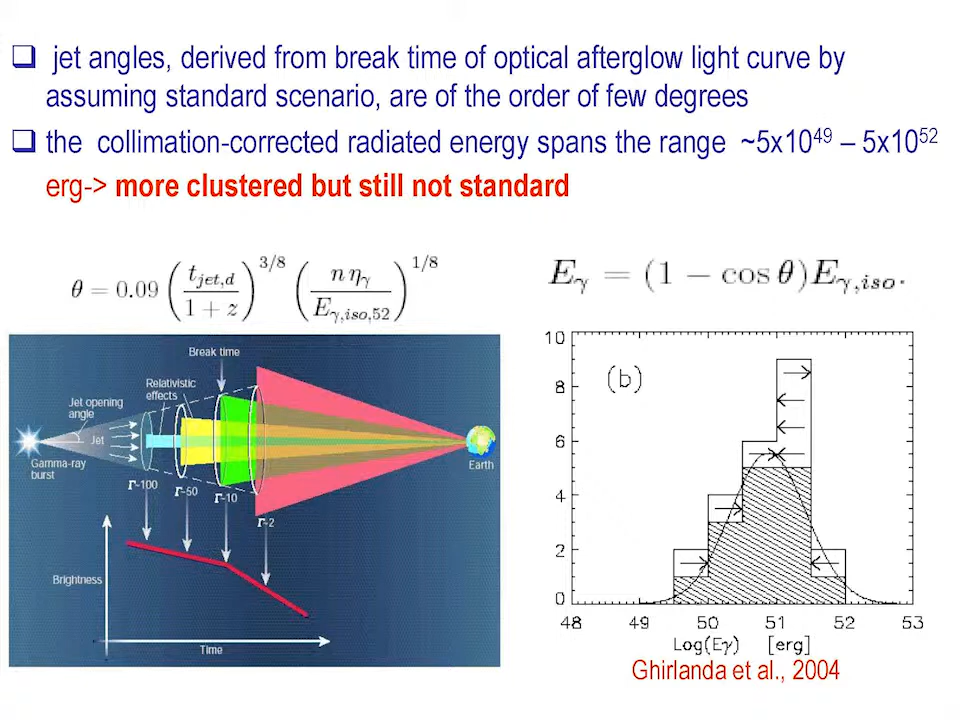 ❑ jet angles, derived from break time of optical afterglow light curve by
assuming standard scenario, are of the order of few degrees
❑ the collimation-corrected radiated energy spans the range ~5x10^49 – 5x10^52
erg-> more clustered but still not standard
θ = 0.09 (t_jet,d / 1 + z)^3/8 (n η_γ / E_γ,iso,52)^1/8
E_γ = (1 − cos θ)E_γ,iso.
Break time
Relativistic
effects
Jet opening
angle
Jet
Gamma-ray
burst
Earth
Γ~100
Γ~50
Γ~10
Γ~2
Brightness
Time
(b)
10
8
6
4
2
48 49 50 51 52 53
Log(Eγ) [erg]
Ghirlanda et al., 2004